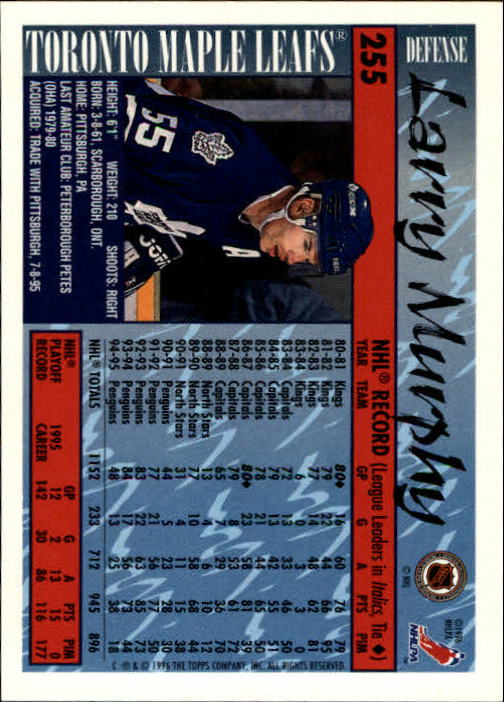 TORONTO MAPLE LEAFS®
255
DEFENSE
Larry Murphy
55
A
CCM
HEIGHT: 6'1" WEIGHT: 210 SHOOTS: RIGHT
BORN: 3-8-61, SCARBOROUGH, ONT.
HOME: PITTSBURGH, PA
LAST AMATEUR CLUB: PETERBOROUGH PETES
(OHA) 1979-80
ACQUIRED: TRADE WITH PITTSBURGH, 7-8-95
NHL® RECORD (League Leaders in Italics, Tie ♦)
YEAR TEAM GP G A PTS PIM
80-81 Kings 80♦ 16 60 76 79
81-82 Kings 79 22 44 66 95
82-83 Kings 77 14 48 62 81
83-84 Kings 6 0 3 3 0
83-84 Capitals 72 13 33 46 50
84-85 Capitals 79 13 42 55 51
85-86 Capitals 78 21 44 65 50
86-87 Capitals 80♦ 23 58 81 39
87-88 Capitals 79 8 53 61 72
88-89 Capitals 65 7 29 36 70
88-89 North Stars 13 4 6 10 12
89-90 North Stars 77 10 58 68 44
90-91 North Stars 31 4 11 15 38
90-91 Penguins 44 5 23 28 30
91-92 Penguins 77 21 56 77 50
92-93 Penguins 83 22 63 85 73
93-94 Penguins 84 17 56 73 44
94-95 Penguins 48 13 25 38 18
NHL® TOTALS 1152 233 712 945 896
NHL® PLAYOFF RECORD GP G A PTS PIM
1995 12 2 13 15 0
CAREER 142 30 86 116 177
© NHL
©1996 NHLPA
NHLPA™
© ® & © 1996 THE TOPPS COMPANY, INC. ALL RIGHTS RESERVED.